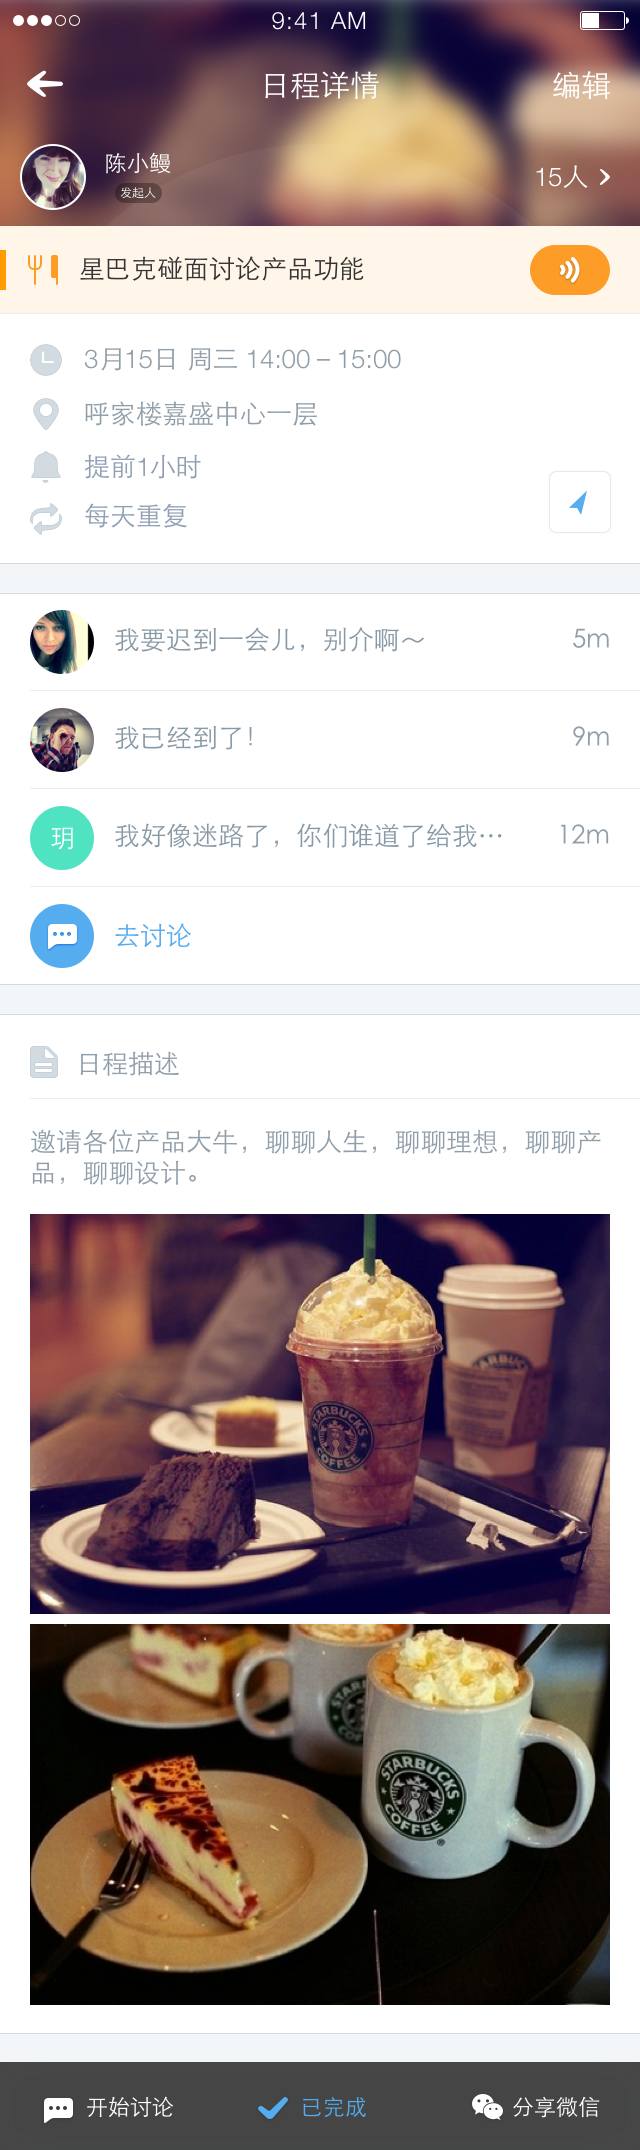 9:41 AM
日程详情
编辑
陈小鳗
发起人
15人
星巴克碰面讨论产品功能
3月15日 周三 14:00 – 15:00
呼家楼嘉盛中心一层
提前1小时
每天重复
我要迟到一会儿，别介啊～
5m
我已经到了！
9m
玥
我好像迷路了，你们谁道了给我…
12m
去讨论
日程描述
邀请各位产品大牛，聊聊人生，聊聊理想，聊聊产
品，聊聊设计。
STARBUCKS
COFFEE
STARBUCKS
COFFEE
开始讨论
已完成
分享微信